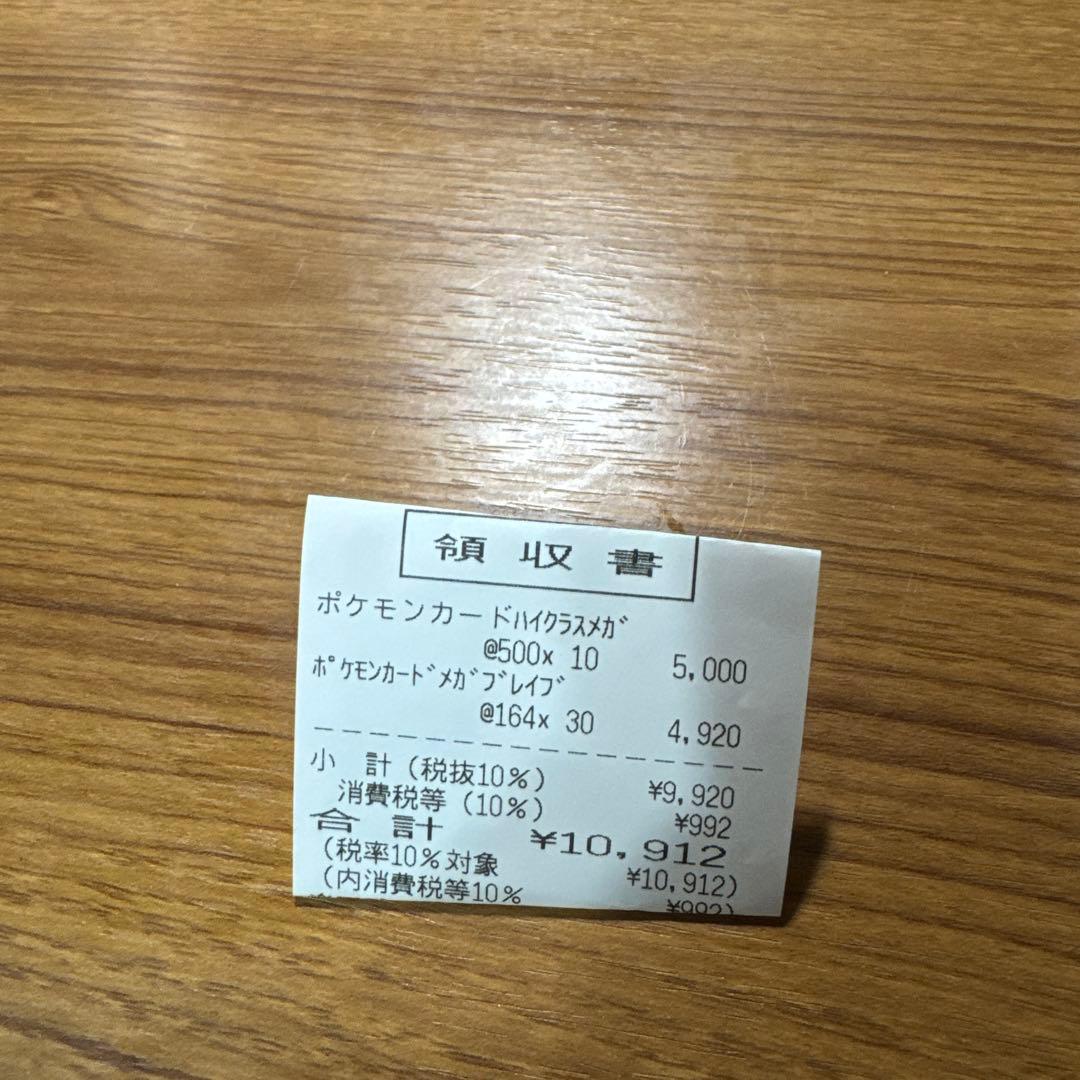 領収書
ポケモンカードﾊｲｸﾗｽﾒｶﾞ
@500x 10 5,000
ﾎﾟｹﾓﾝｶｰﾄﾞﾒｶﾞﾌﾞﾚｲﾌﾞ
@164x 30 4,920
小 計(税抜10%) ¥9,920
消費税等(10%) ¥992
合 計 ¥10,912
(税率10%対象 ¥10,912)
(内消費税等10% ¥992)